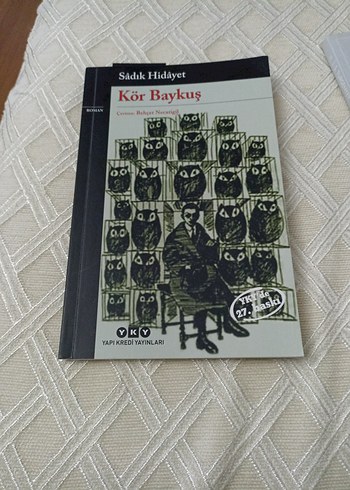 Sâdık Hidâyet
ROMAN
Kör Baykuş
Çeviren: Behçet Necatigil
YKY'de
27. baskı
YKY
YAPI KREDİ YAYINLARI